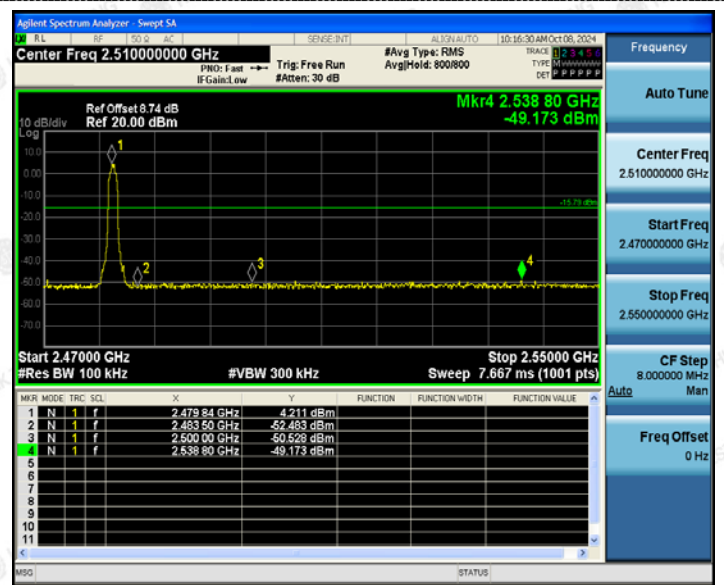 Agilent Spectrum Analyzer - Swept SA
RL RF 50 Ω AC SENSE:INT ALIGNAUTO 10:16:30 AM Oct 08, 2024
Center Freq 2.510000000 GHz
PNO: Fast
IFGain:Low
Trig: Free Run
#Atten: 30 dB
#Avg Type: RMS
Avg|Hold: 800/800
TRACE 1 2 3 4 5 6
TYPE M
DET P P P P P P
Ref Offset 8.74 dB
10 dB/div Ref 20.00 dBm
Log
Mkr4 2.538 80 GHz
-49.173 dBm
10.0
0.00
-10.0
-20.0
-30.0
-40.0
-50.0
-60.0
-70.0
-15.79 dBm
1
2
3
4
Start 2.47000 GHz Stop 2.55000 GHz
#Res BW 100 kHz #VBW 300 kHz Sweep 7.667 ms (1001 pts)
MKR MODE TRC SCL X Y FUNCTION FUNCTION WIDTH FUNCTION VALUE
1 N 1 f 2.479 84 GHz 4.211 dBm
2 N 1 f 2.483 50 GHz -52.483 dBm
3 N 1 f 2.500 00 GHz -50.528 dBm
4 N 1 f 2.538 80 GHz -49.173 dBm
5
6
7
8
9
10
11
MSG STATUS
Frequency
Auto Tune
Center Freq
2.510000000 GHz
Start Freq
2.470000000 GHz
Stop Freq
2.550000000 GHz
CF Step
8.000000 MHz
Auto Man
Freq Offset
0 Hz